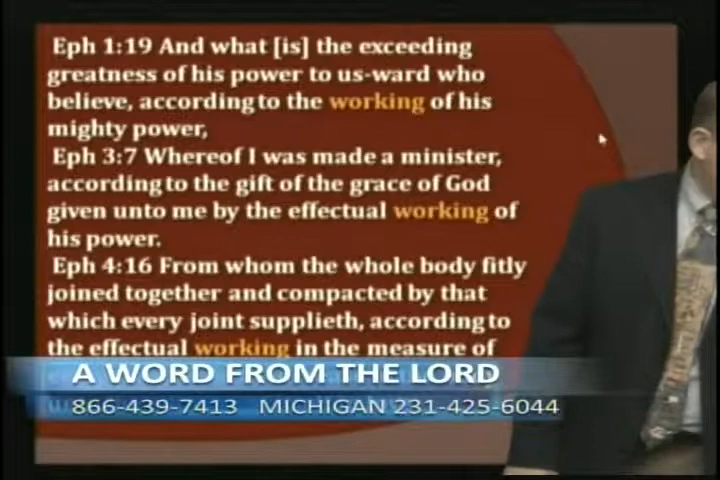 Eph 1:19 And what [is] the exceeding
greatness of his power to us-ward who
believe, according to the working of his
mighty power,
Eph 3:7 Whereof I was made a minister,
according to the gift of the grace of God
given unto me by the effectual working of
his power.
Eph 4:16 From whom the whole body fitly
joined together and compacted by that
which every joint supplieth, according to
the effectual working in the measure of
A WORD FROM THE LORD
866-439-7413 MICHIGAN 231-425-6044